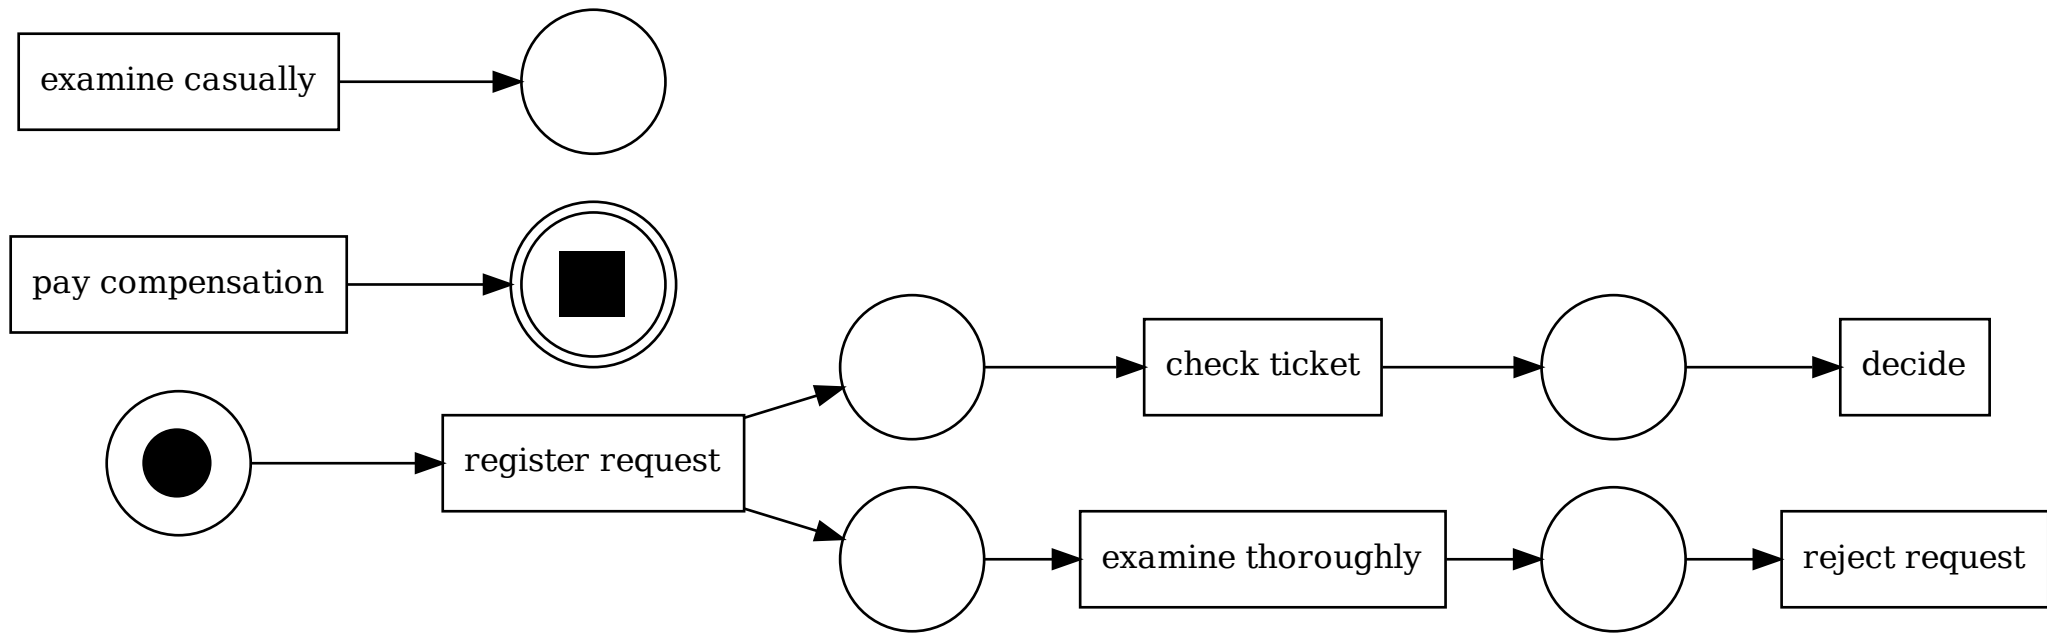 examine casually
pay compensation
check ticket
decide
register request
examine thoroughly
reject request